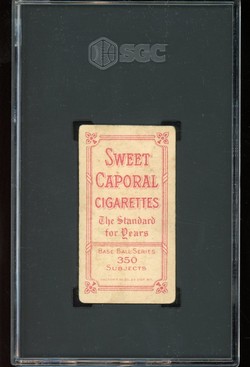 SGC
SWEET
CAPORAL
CIGARETTES
The Standard
for Years
BASE BALL SERIES
350
SUBJECTS